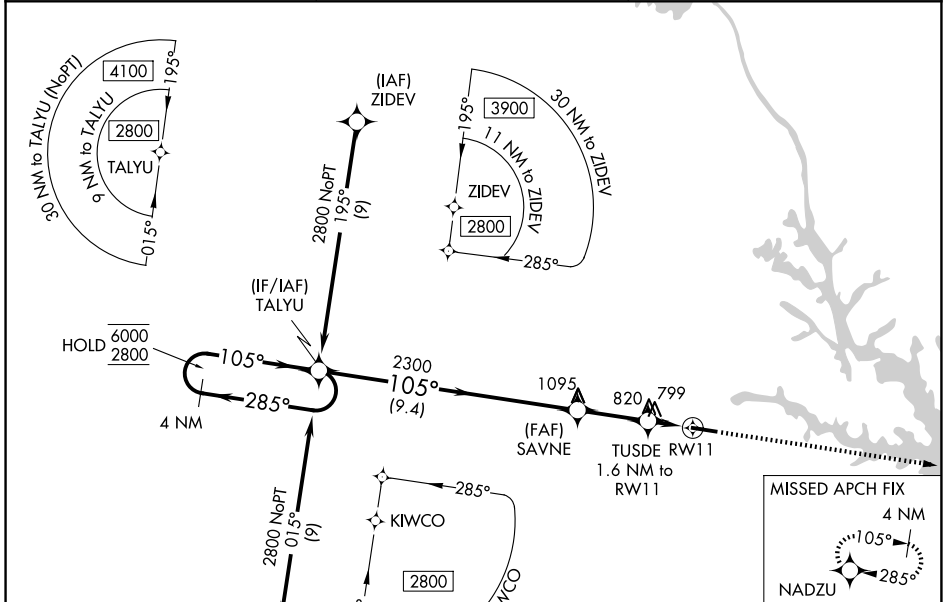 30 NM to TALYU (NoPT)
4100
195°
9 NM to TALYU
2800
TALYU
015°
(IAF)
ZIDEV
2800 NoPT
195°
(9)
3900
30 NM to ZIDEV
195°
11 NM to ZIDEV
ZIDEV
2800
285°
(IF/IAF)
TALYU
HOLD 6000
2800
105°
285°
4 NM
2300
105°
(9.4)
1095
820
799
(FAF)
SAVNE
TUSDE
1.6 NM to
RW11
RW11
2800 NoPT
015°
(9)
285°
KIWCO
2800
MISSED APCH FIX
4 NM
105°
285°
NADZU